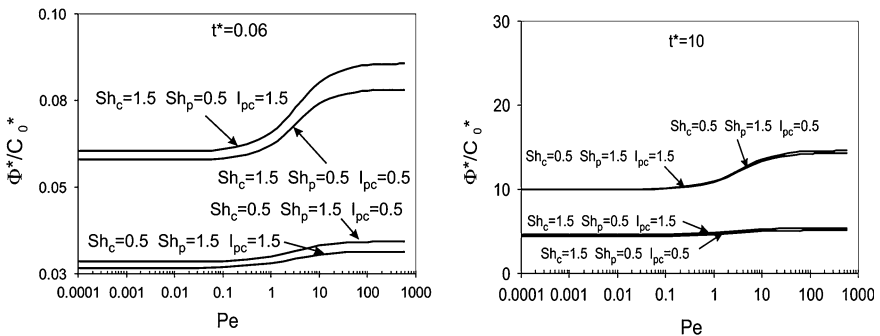 t*=0.06
0.10
0.08
0.05
0.03
Φ*/C₀*
Sh_c=1.5 Sh_p=0.5 I_pc=1.5
Sh_c=1.5 Sh_p=0.5 I_pc=0.5
Sh_c=0.5 Sh_p=1.5 I_pc=0.5
Sh_c=0.5 Sh_p=1.5 I_pc=1.5
0.0001 0.001 0.01 0.1 1 10 100 1000
Pe
t*=10
30
20
10
0
Φ*/C₀*
Sh_c=0.5 Sh_p=1.5 I_pc=0.5
Sh_c=0.5 Sh_p=1.5 I_pc=1.5
Sh_c=1.5 Sh_p=0.5 I_pc=1.5
Sh_c=1.5 Sh_p=0.5 I_pc=0.5
0.0001 0.001 0.01 0.1 1 10 100 1000
Pe